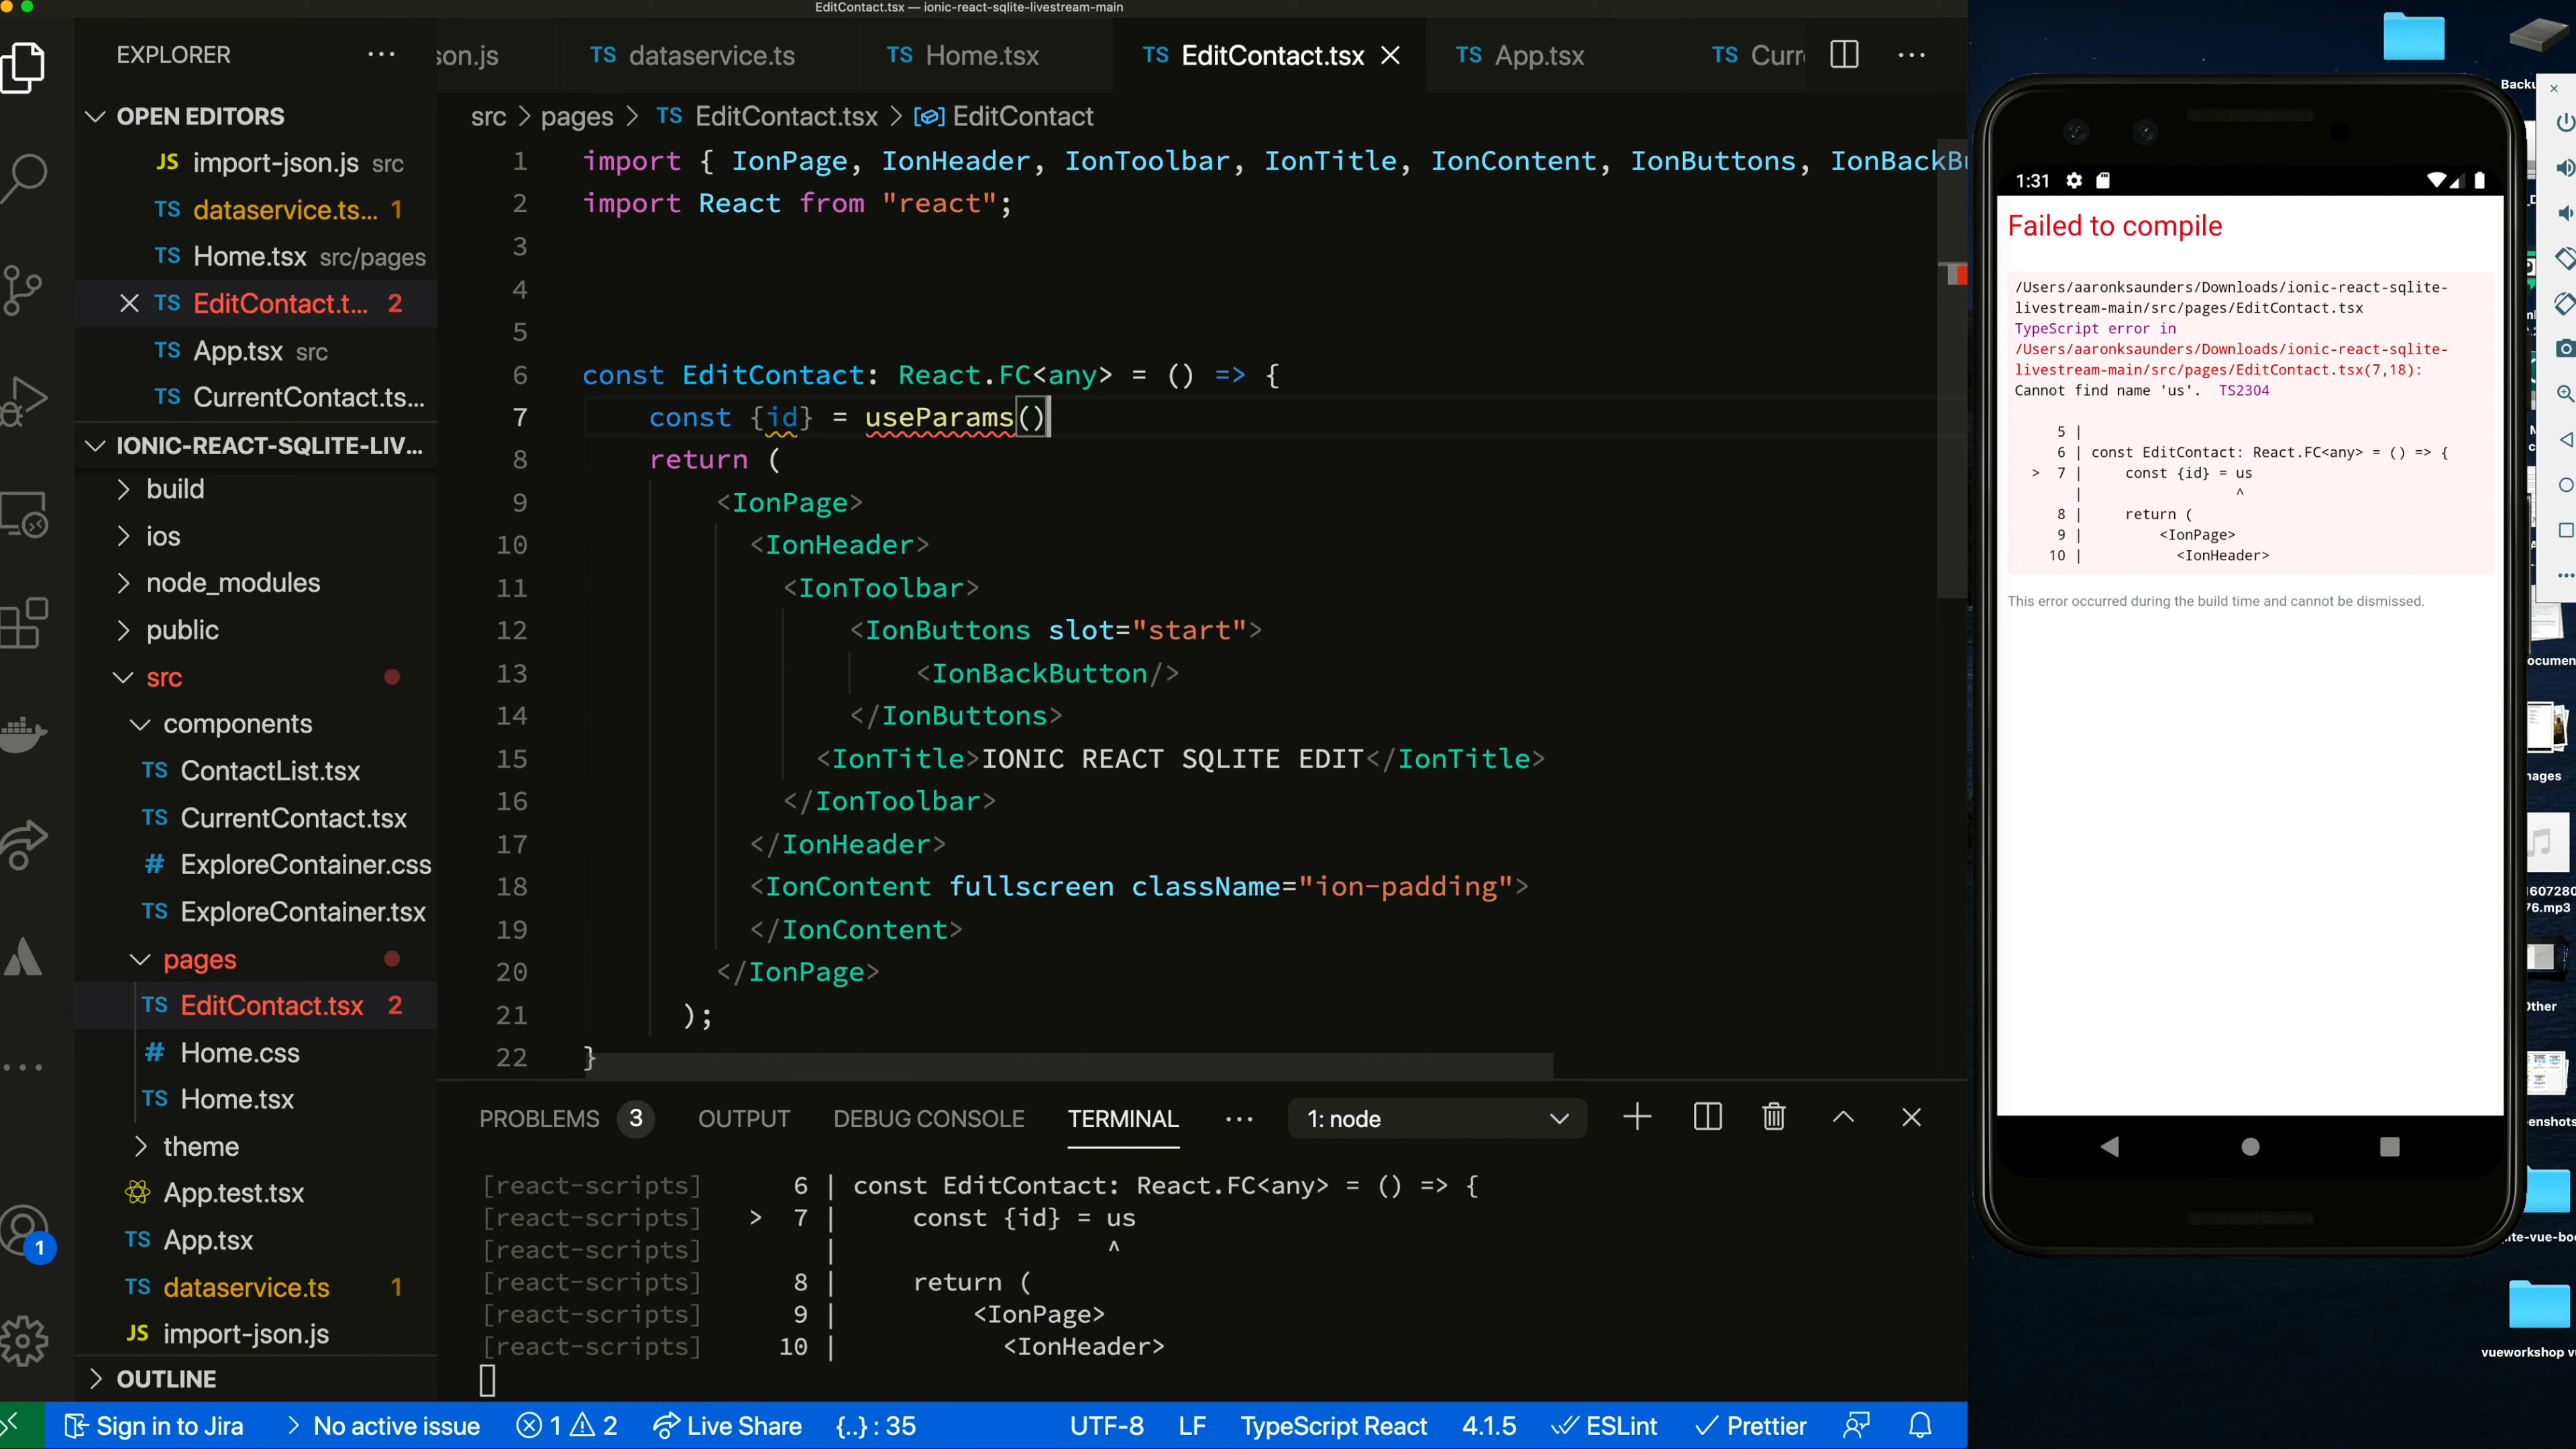 EditContact.tsx — ionic-react-sqlite-livestream-main
EXPLORER
OPEN EDITORS
JS import-json.js src
TS dataservice.ts... 1
TS Home.tsx src/pages
TS EditContact.t... 2
TS App.tsx src
TS CurrentContact.ts...
IONIC-REACT-SQLITE-LIV...
build
ios
node_modules
public
src
components
TS ContactList.tsx
TS CurrentContact.tsx
# ExploreContainer.css
TS ExploreContainer.tsx
pages
TS EditContact.tsx 2
# Home.css
TS Home.tsx
theme
App.test.tsx
TS App.tsx
TS dataservice.ts 1
JS import-json.js
OUTLINE
1
son.js TS dataservice.ts TS Home.tsx TS EditContact.tsx TS App.tsx TS Curr
src > pages > TS EditContact.tsx > EditContact
1 import { IonPage, IonHeader, IonToolbar, IonTitle, IonContent, IonButtons, IonBackBu
2 import React from "react";
3
4
5
6 const EditContact: React.FC<any> = () => {
7 const {id} = useParams()
8 return (
9 <IonPage>
10 <IonHeader>
11 <IonToolbar>
12 <IonButtons slot="start">
13 <IonBackButton/>
14 </IonButtons>
15 <IonTitle>IONIC REACT SQLITE EDIT</IonTitle>
16 </IonToolbar>
17 </IonHeader>
18 <IonContent fullscreen className="ion-padding">
19 </IonContent>
20 </IonPage>
21 );
22 }
PROBLEMS 3 OUTPUT DEBUG CONSOLE TERMINAL ... 1: node
[react-scripts] 6 | const EditContact: React.FC<any> = () => {
[react-scripts] > 7 | const {id} = us
[react-scripts] | ^
[react-scripts] 8 | return (
[react-scripts] 9 | <IonPage>
[react-scripts] 10 | <IonHeader>
Sign in to Jira > No active issue 1 2 Live Share {..} : 35 UTF-8 LF TypeScript React 4.1.5 ESLint Prettier
1:31
Failed to compile
/Users/aaronksaunders/Downloads/ionic-react-sqlite-
livestream-main/src/pages/EditContact.tsx
TypeScript error in
/Users/aaronksaunders/Downloads/ionic-react-sqlite-
livestream-main/src/pages/EditContact.tsx(7,18):
Cannot find name 'us'. TS2304
5 |
6 | const EditContact: React.FC<any> = () => {
> 7 | const {id} = us
| ^
8 | return (
9 | <IonPage>
10 | <IonHeader>
This error occurred during the build time and cannot be dismissed.
Backu
ocumen
nages
1607280
76.mp3
Other
enshots
ite-vue-boo
vueworkshop v